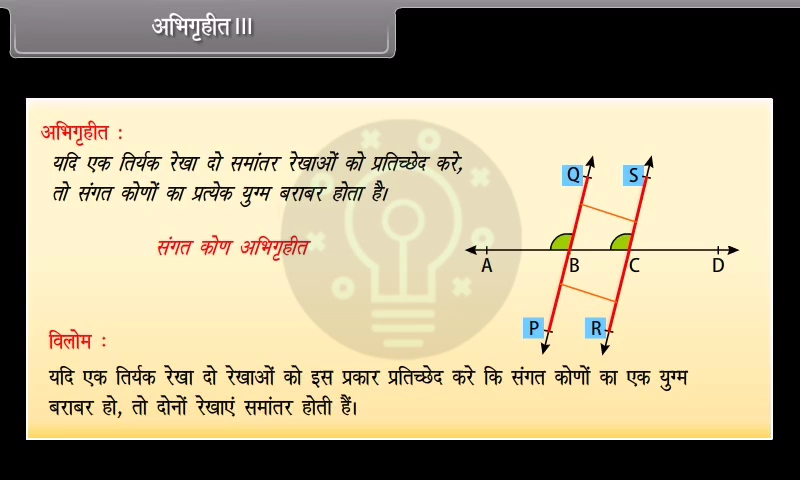 अभिगृहीत III
अभिगृहीत :
यदि एक तिर्यक रेखा दो समांतर रेखाओं को प्रतिच्छेद करे,
तो संगत कोणों का प्रत्येक युग्म बराबर होता है।
संगत कोण अभिगृहीत
Q
S
A
B
C
D
P
R
विलोम :
यदि एक तिर्यक रेखा दो रेखाओं को इस प्रकार प्रतिच्छेद करे कि संगत कोणों का एक युग्म
बराबर हो, तो दोनों रेखाएं समांतर होती हैं।